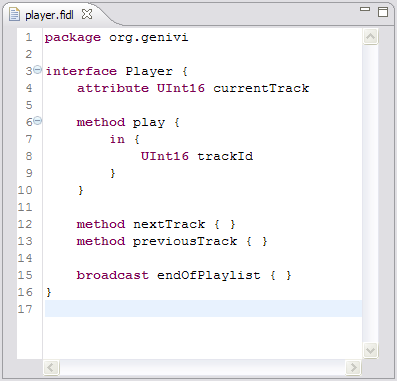 player.fidl
1 package org.genivi
2
3 interface Player {
4     attribute UInt16 currentTrack
5
6     method play {
7         in {
8             UInt16 trackId
9         }
10     }
11
12     method nextTrack { }
13     method previousTrack { }
14
15     broadcast endOfPlaylist { }
16 }
17